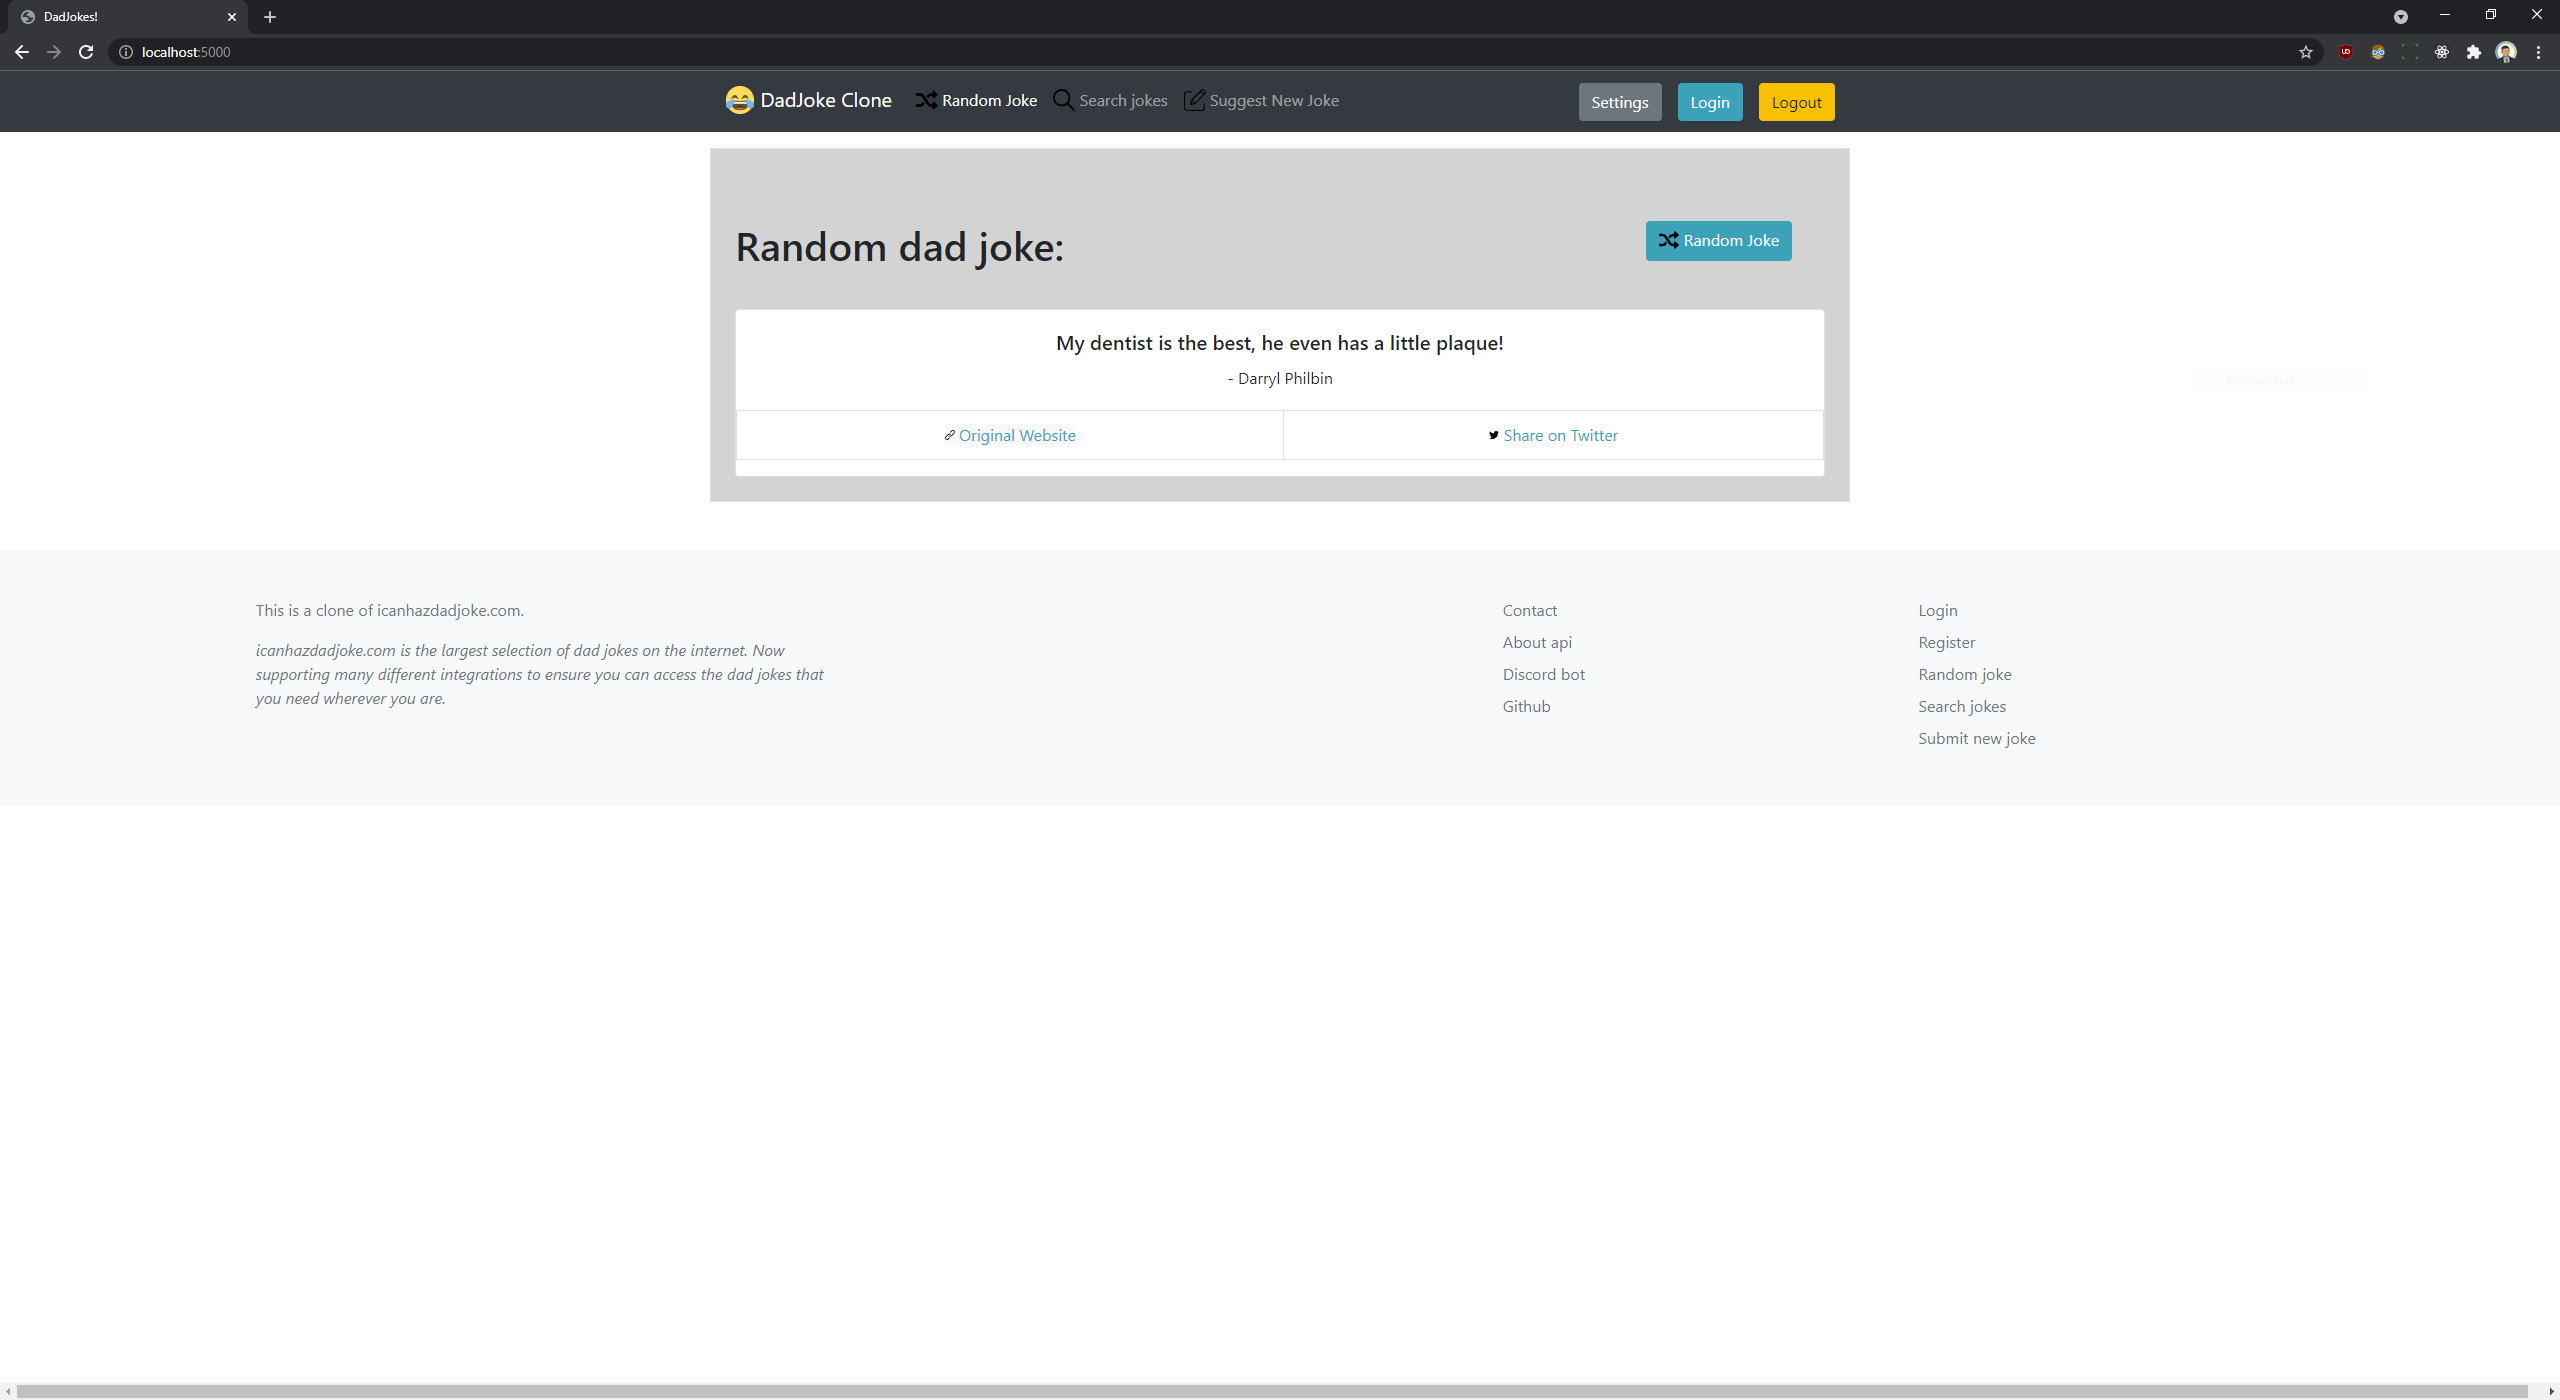 DadJokes!
localhost:5000
DadJoke Clone Random Joke Search jokes Suggest New Joke Settings Login Logout
Random dad joke:
Random Joke
My dentist is the best, he even has a little plaque!
- Darryl Philbin
Original Website Share on Twitter
This is a clone of icanhazdadjoke.com.
icanhazdadjoke.com is the largest selection of dad jokes on the internet. Now
supporting many different integrations to ensure you can access the dad jokes that
you need wherever you are.
Contact
About api
Discord bot
Github
Login
Register
Random joke
Search jokes
Submit new joke